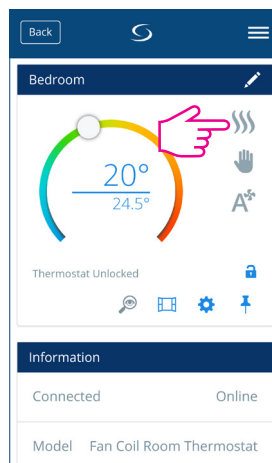 Back
Bedroom
20°
24.5°
A
Thermostat Unlocked
Information
Connected Online
Model Fan Coil Room Thermostat